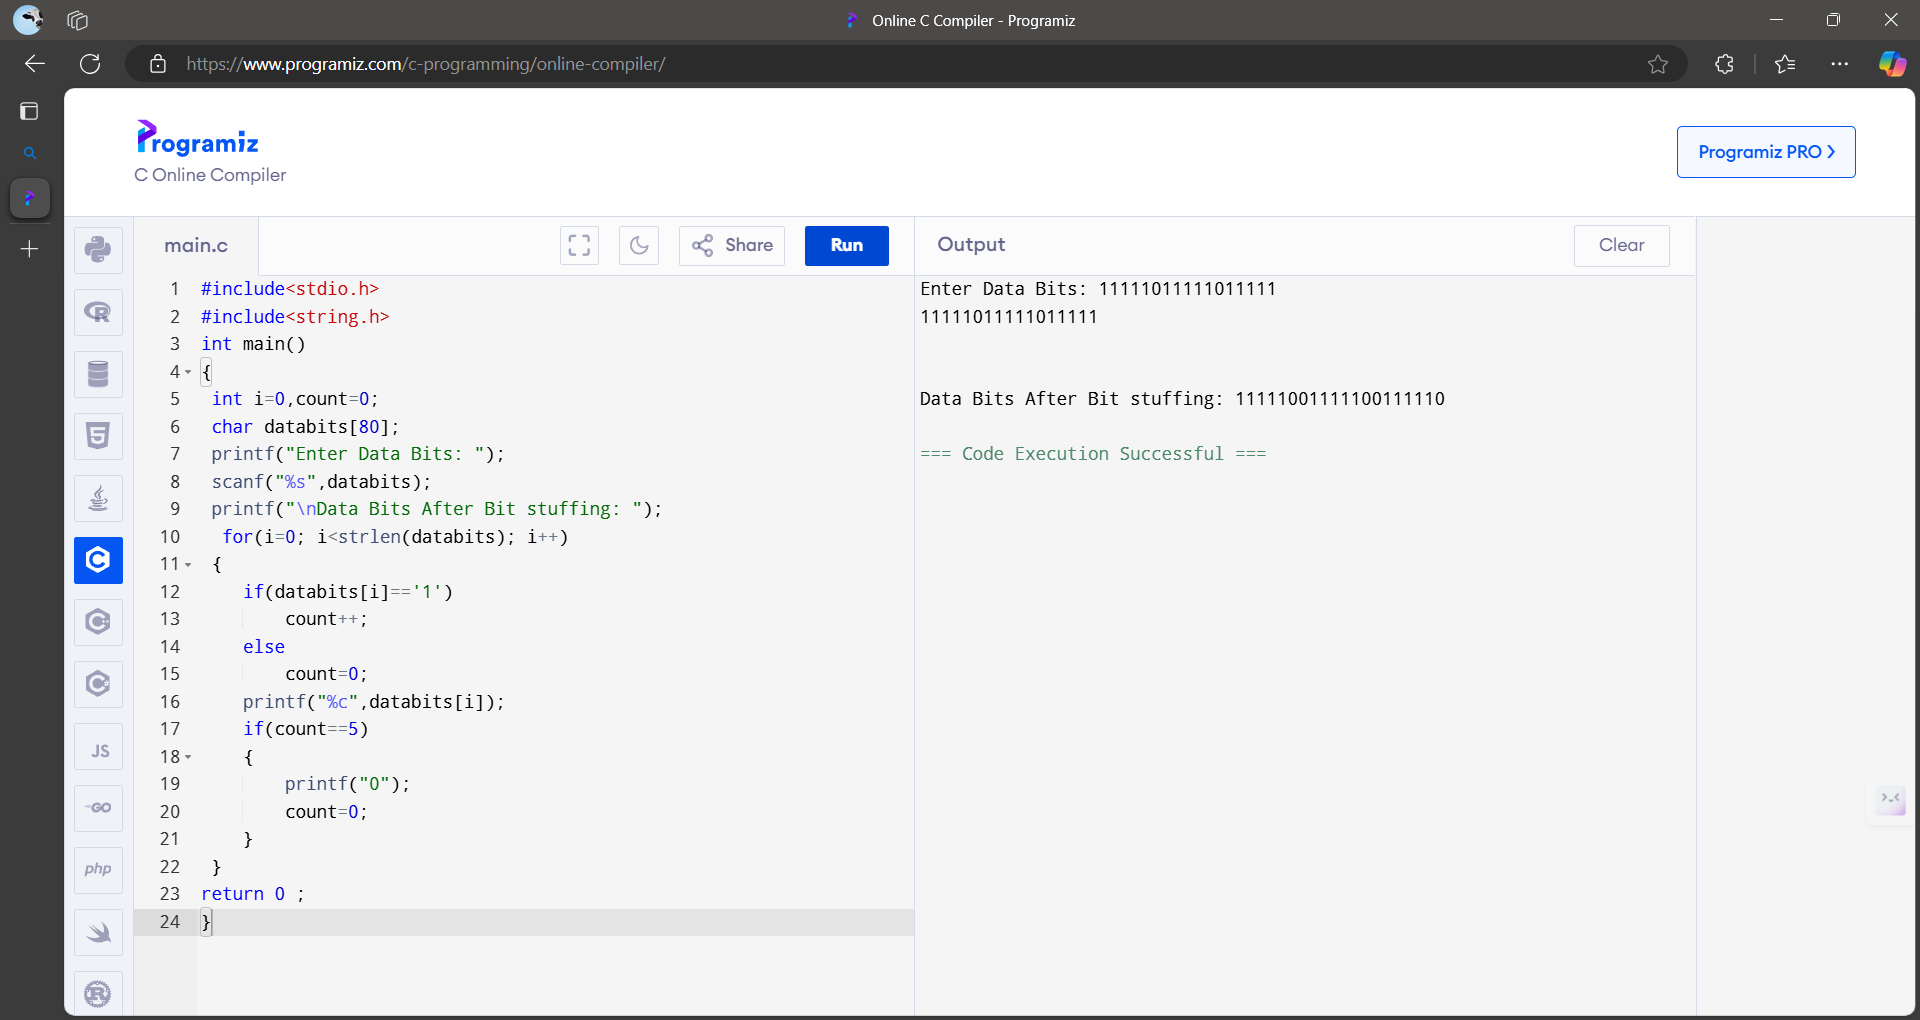 Online C Compiler - Programiz
https://www.programiz.com/c-programming/online-compiler/
Programiz
C Online Compiler
Programiz PRO ❯
main.c
Share
Run
Output
Clear
1 #include<stdio.h>
2 #include<string.h>
3 int main()
4 {
5 int i=0,count=0;
6 char databits[80];
7 printf("Enter Data Bits: ");
8 scanf("%s",databits);
9 printf("\nData Bits After Bit stuffing: ");
10 for(i=0; i<strlen(databits); i++)
11 {
12 if(databits[i]=='1')
13 count++;
14 else
15 count=0;
16 printf("%c",databits[i]);
17 if(count==5)
18 {
19 printf("0");
20 count=0;
21 }
22 }
23 return 0 ;
24 }
Enter Data Bits: 11111011111011111
11111011111011111
Data Bits After Bit stuffing: 11111001111100111110
=== Code Execution Successful ===
R
5
C
C
C
JS
GO
php
R